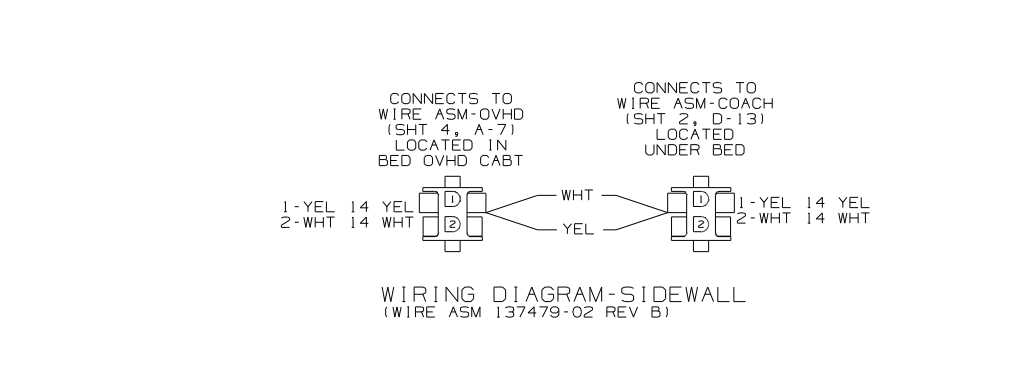 CONNECTS TO
WIRE ASM-OVHD
(SHT 4, A-7)
LOCATED IN
BED OVHD CABT
CONNECTS TO
WIRE ASM-COACH
(SHT 2, D-13)
LOCATED
UNDER BED
1-YEL 14 YEL
2-WHT 14 WHT
1
2
WHT
YEL
1
2
1-YEL 14 YEL
2-WHT 14 WHT
WIRING DIAGRAM-SIDEWALL
(WIRE ASM 137479-02 REV B)